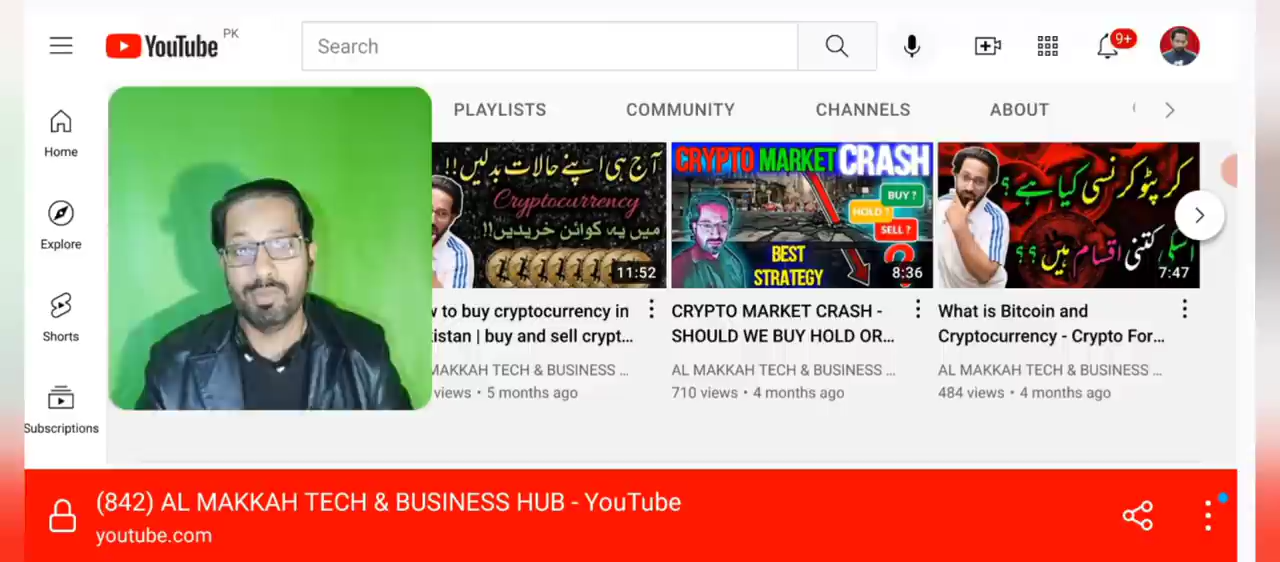 YouTube PK
Search
9+
Home
Explore
Shorts
Subscriptions
PLAYLISTS COMMUNITY CHANNELS ABOUT
آج ہی اپنے حالات بدلیں!!
Cryptocurrency
میں یہ کوائن خریدیں!!
11:52
w to buy cryptocurrency in
istan | buy and sell crypt...
MAKKAH TECH & BUSINESS ...
views • 5 months ago
CRYPTO MARKET CRASH
BUY ?
HOLD ?
SELL ?
BEST
STRATEGY
8:36
CRYPTO MARKET CRASH -
SHOULD WE BUY HOLD OR...
AL MAKKAH TECH & BUSINESS ...
710 views • 4 months ago
کرپٹو کرنسی کیا ہے ؟
اسکی کتنی اقسام ہیں ؟؟
7:47
What is Bitcoin and
Cryptocurrency - Crypto For...
AL MAKKAH TECH & BUSINESS ...
484 views • 4 months ago
(842) AL MAKKAH TECH & BUSINESS HUB - YouTube
youtube.com